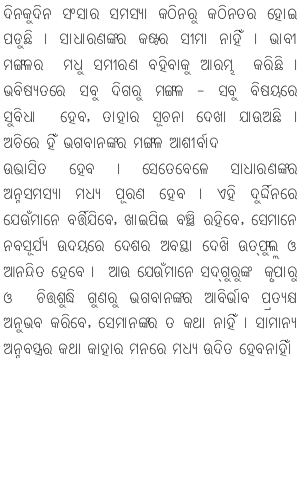 ଦିନକୁଦିନ ସଂସାର ସମସ୍ୟା କଠିନରୁ କଠିନତର ହୋଇ
ପଡୁଛି । ସାଧାରଣଙ୍କର କଷ୍ଟର ସୀମା ନାହିଁ । ଭାବୀ
ମଙ୍ଗଳର ମଧୁ ସମୀରଣ ବହିବାକୁ ଆରମ୍ଭ କରିଛି ।
ଭବିଷ୍ୟତରେ ସବୁ ଦିଗରୁ ମଙ୍ଗଳ - ସବୁ ବିଷୟରେ
ସୁବିଧା ହେବ, ତାହାର ସୂଚନା ଦେଖା ଯାଉଅଛି ।
ଅଚିରେ ହିଁ ଭଗବାନଙ୍କର ମଙ୍ଗଳ ଆଶୀର୍ବାଦ
ଉଭାସିତ ହେବ । ସେତେବେଳେ ସାଧାରଣଙ୍କର
ଅନ୍ନସମସ୍ୟା ମଧ୍ୟ ପୂରଣ ହେବ । ଏହି ଦୁର୍ଦ୍ଦିନରେ
ଯେଉଁମାନେ ବର୍ତ୍ତିଯିବେ, ଖାଇପିଇ ବଞ୍ଚି ରହିବେ, ସେମାନେ
ନବସୂର୍ଯ୍ୟ ଉଦୟରେ ଦେଶର ଅବସ୍ଥା ଦେଖି ଉତ୍ଫୁଲ୍ଲ ଓ
ଆନନ୍ଦିତ ହେବେ । ଆଉ ଯେଉଁମାନେ ସଦ୍‌ଗୁରୁଙ୍କ କୃପାରୁ
ଓ ଚିତ୍ତଶୁଦ୍ଧି ଗୁଣରୁ ଭଗବାନଙ୍କର ଆବିର୍ଭାବ ପ୍ରତ୍ୟକ୍ଷ
ଅନୁଭବ କରିବେ, ସେମାନଙ୍କର ତ କଥା ନାହିଁ । ସାମାନ୍ୟ
ଅନ୍ନବସ୍ତ୍ରର କଥା କାହାର ମନରେ ମଧ୍ୟ ଉଦିତ ହେବନାହିଁ।